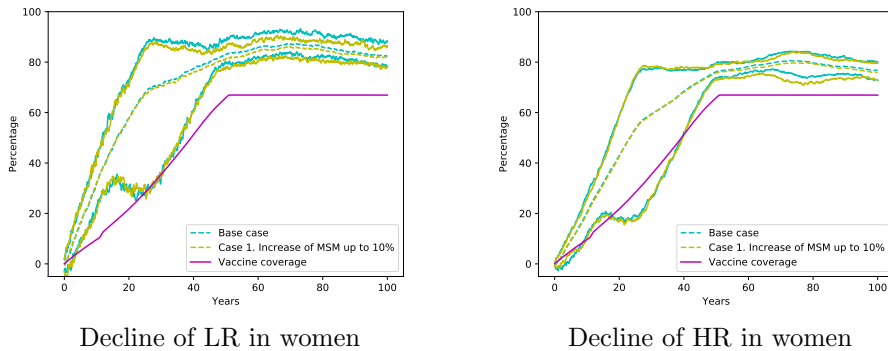 100
80
60
40
20
0
Percentage
0 20 40 60 80 100
Years
Base case
Case 1. Increase of MSM up to 10%
Vaccine coverage
Decline of LR in women
100
80
60
40
20
0
Percentage
0 20 40 60 80 100
Years
Base case
Case 1. Increase of MSM up to 10%
Vaccine coverage
Decline of HR in women